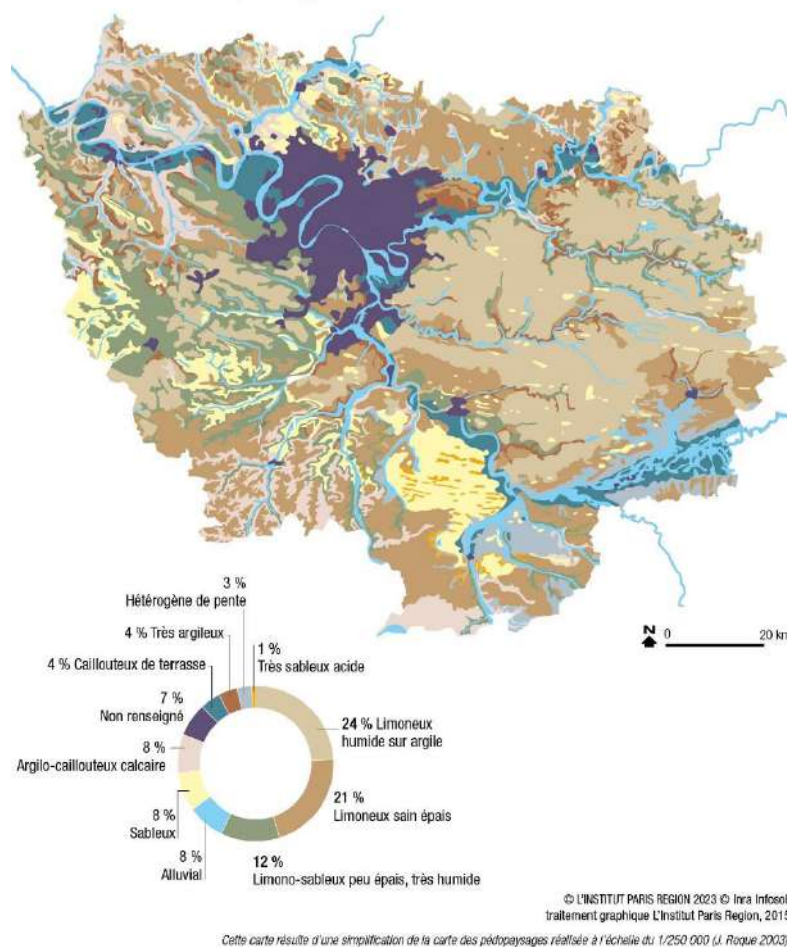 N
0
20 km
3 %
Hétérogène de pente
4 % Très argileux
1 %
Très sableux acide
4 % Caillouteux de terrasse
7 %
Non renseigné
24 % Limoneux
humide sur argile
8 %
Argilo-caillouteux calcaire
21 %
Limoneux sain épais
8 %
Sableux
8 %
Alluvial
12 %
Limono-sableux peu épais, très humide
© L'INSTITUT PARIS REGION 2023 © Inra Infosol
traitement graphique L'Institut Paris Region, 2015
Cette carte résulte d'une simplification de la carte des pédopaysages réalisée à l'échelle du 1/250 000 (J. Roque 2003)